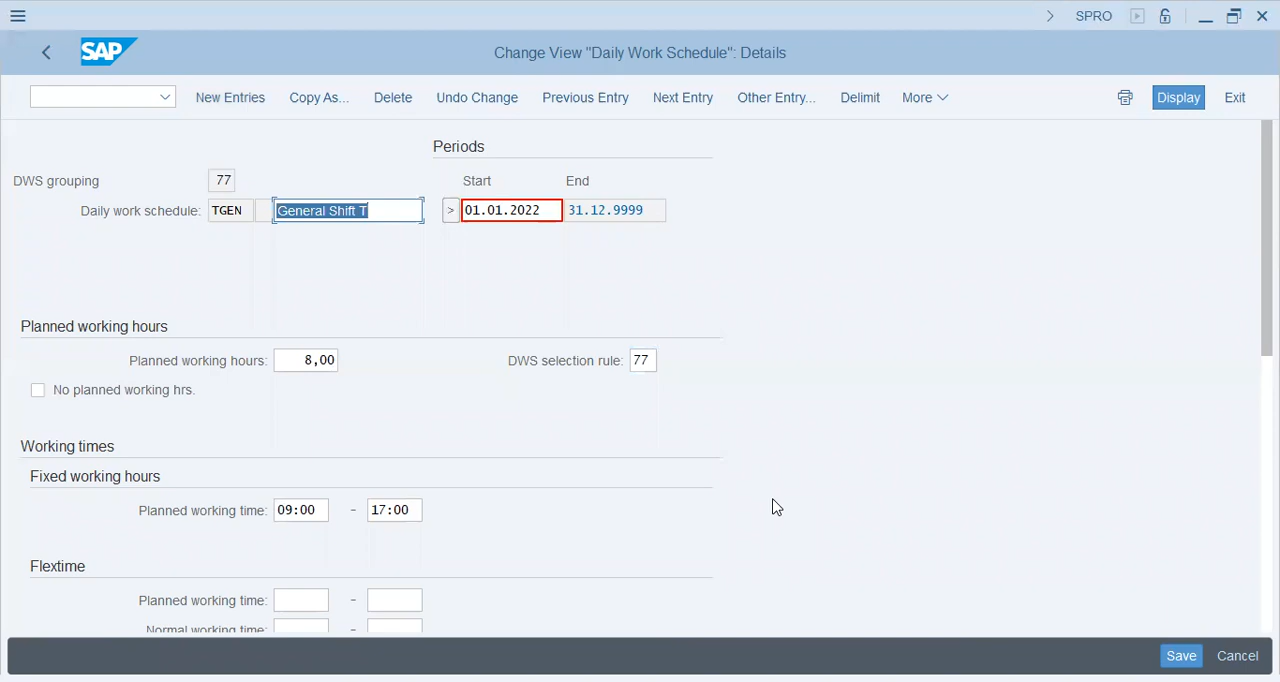 SPRO
SAP Change View "Daily Work Schedule": Details
New Entries Copy As... Delete Undo Change Previous Entry Next Entry Other Entry... Delimit More Display Exit
Periods
DWS grouping 77 Start End
Daily work schedule: TGEN General Shift T > 01.01.2022 31.12.9999
Planned working hours
Planned working hours: 8,00 DWS selection rule: 77
No planned working hrs.
Working times
Fixed working hours
Planned working time: 09:00 - 17:00
Flextime
Planned working time: -
Normal working time: -
Save Cancel